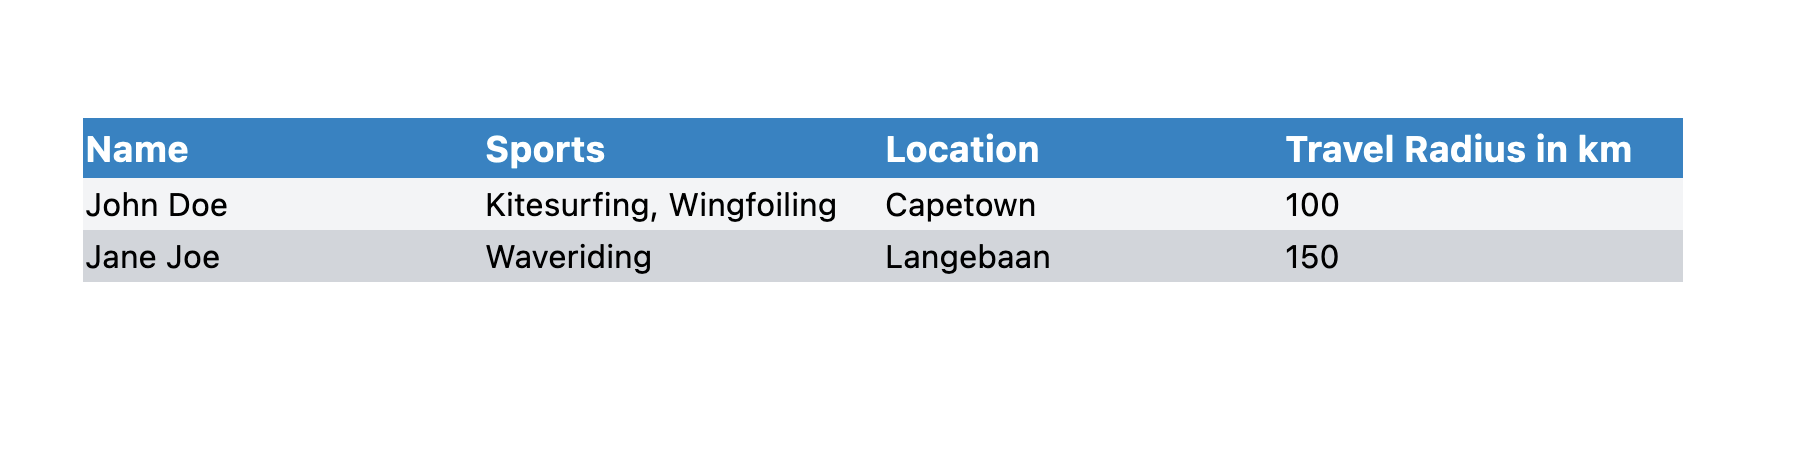 Name Sports Location Travel Radius in km
John Doe Kitesurfing, Wingfoiling Capetown 100
Jane Joe Waveriding Langebaan 150